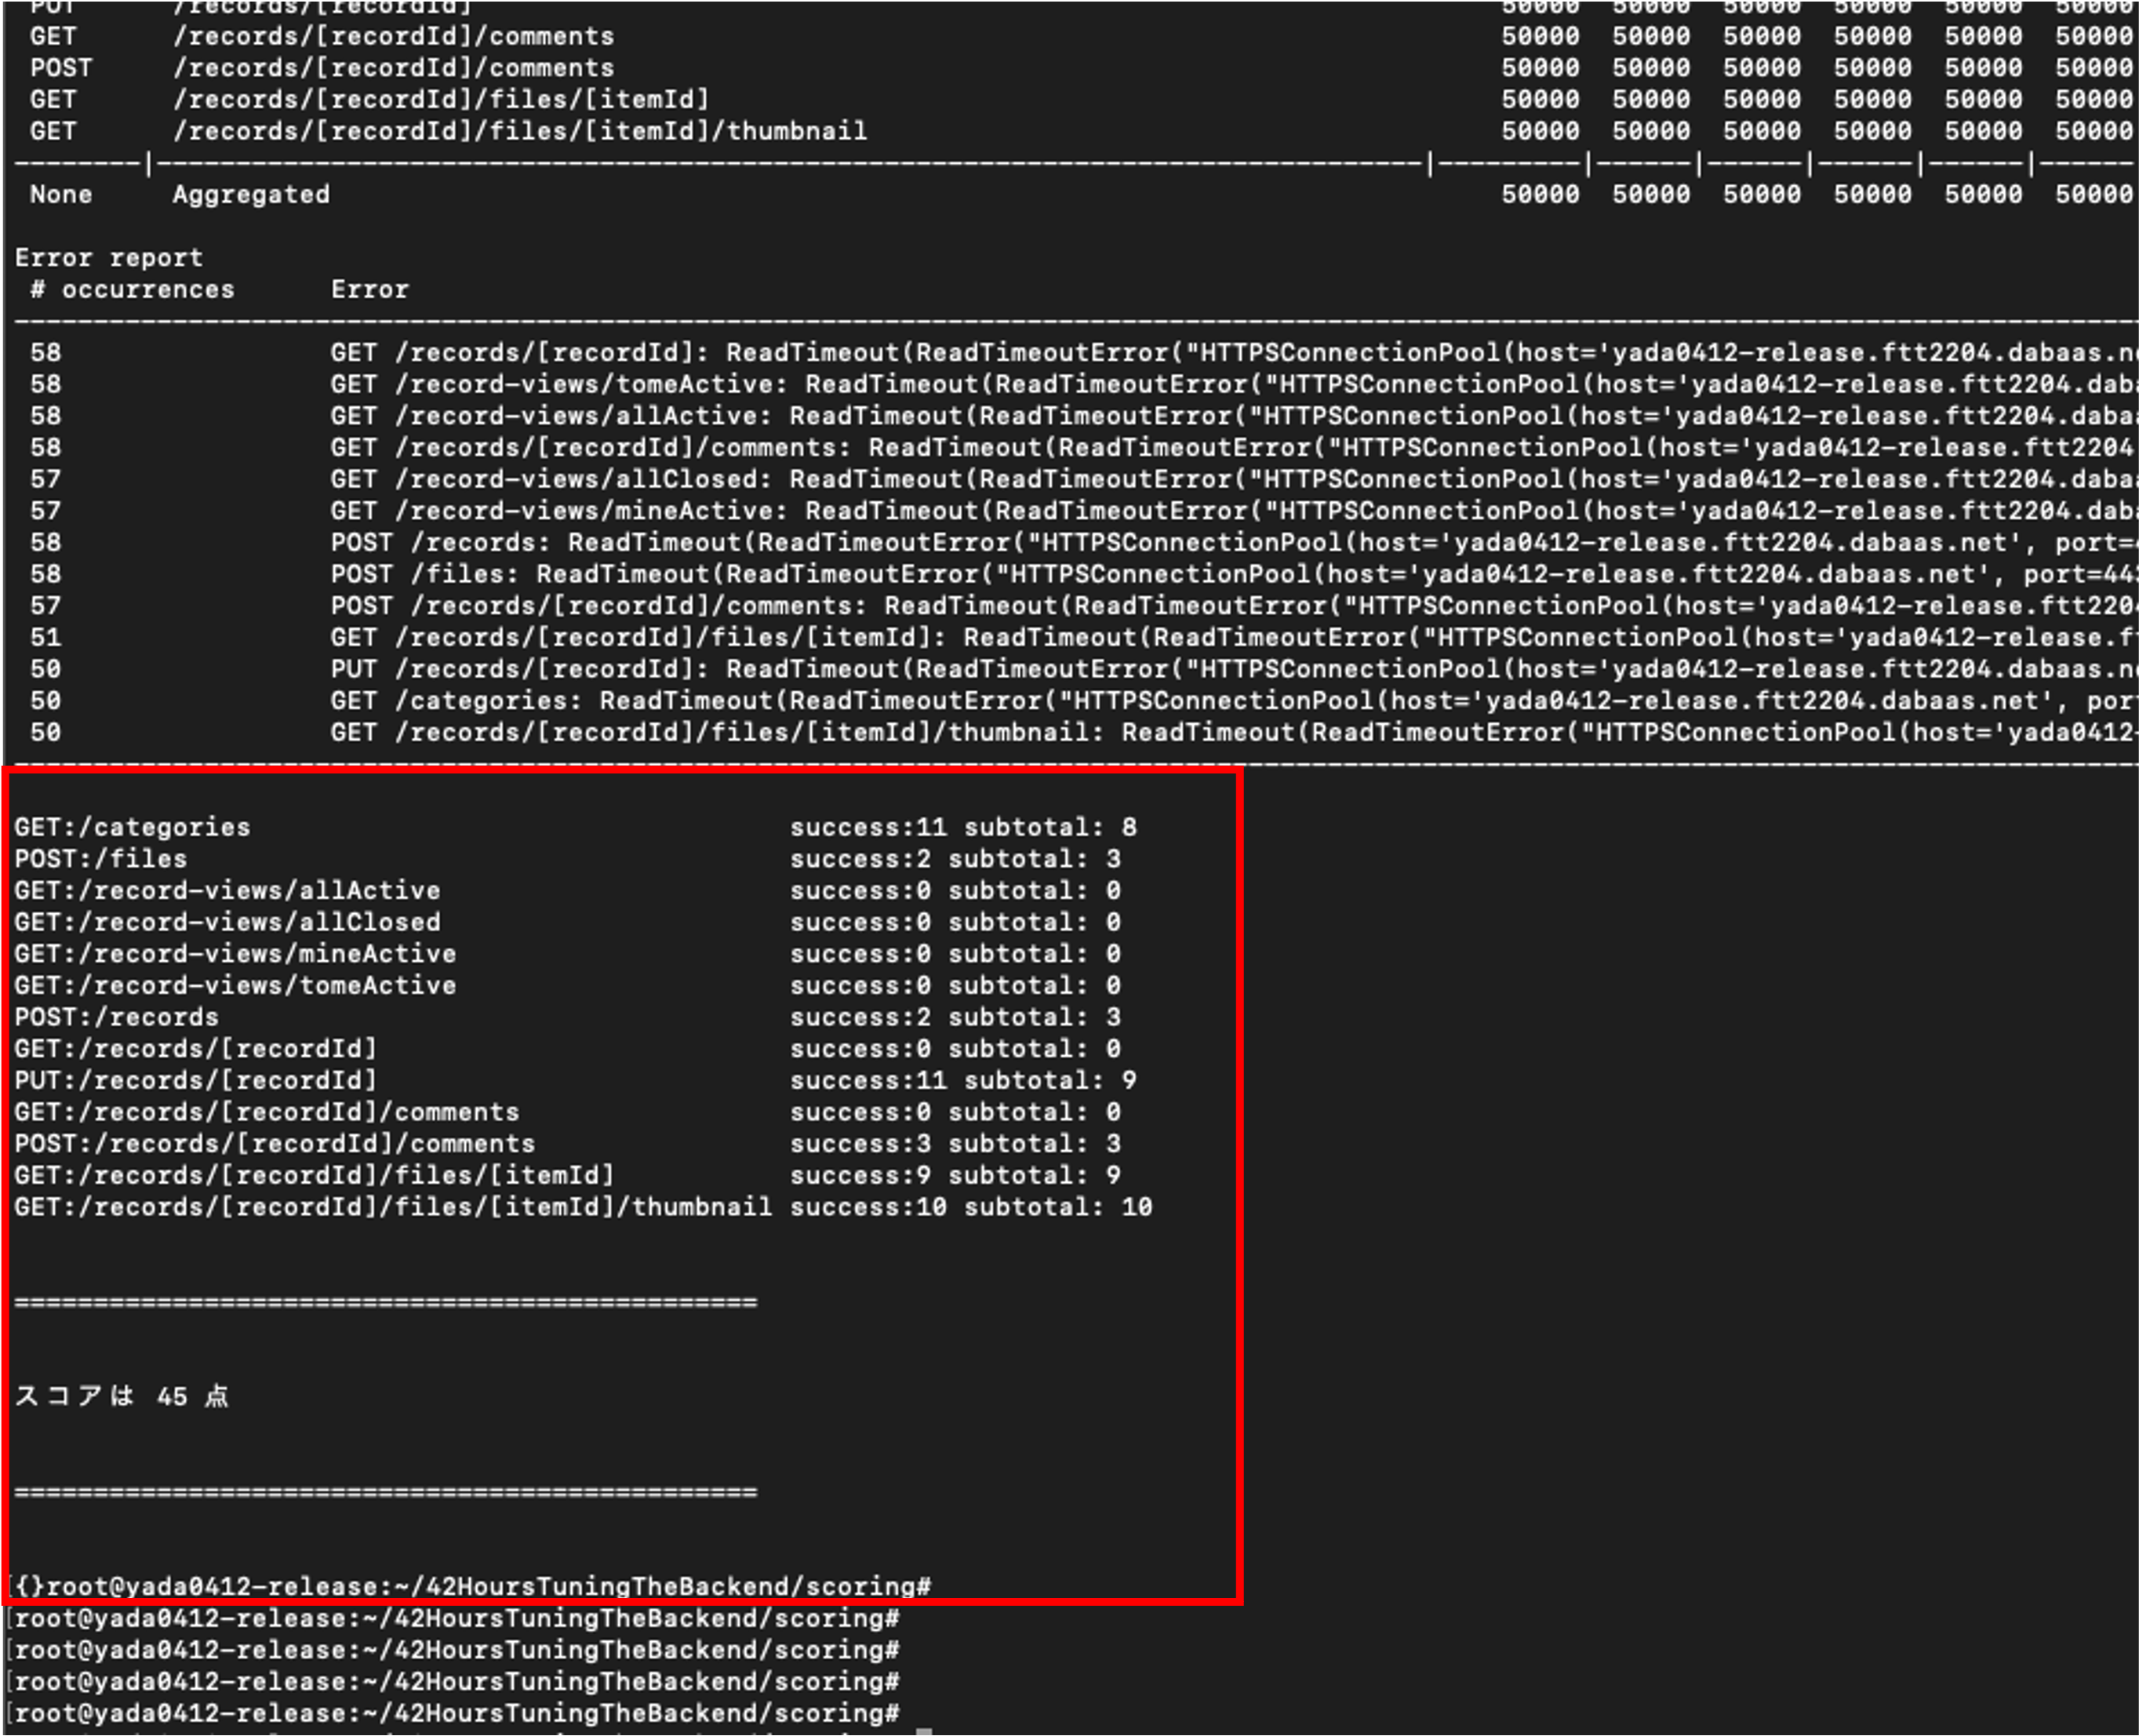 PUT /records/[recordId] 50000 50000 50000 50000 50000 50000
GET /records/[recordId]/comments 50000 50000 50000 50000 50000 50000
POST /records/[recordId]/comments 50000 50000 50000 50000 50000 50000
GET /records/[recordId]/files/[itemId] 50000 50000 50000 50000 50000 50000
GET /records/[recordId]/files/[itemId]/thumbnail 50000 50000 50000 50000 50000 50000
--------|--------------------------------------------------------------------------------|---------|------|------|------|------|------
None Aggregated 50000 50000 50000 50000 50000 50000
Error report
# occurrences Error
---------------------------------------------------------------------------------------------------------------------------------------
58 GET /records/[recordId]: ReadTimeout(ReadTimeoutError("HTTPSConnectionPool(host='yada0412-release.ftt2204.dabaas.ne
58 GET /record-views/tomeActive: ReadTimeout(ReadTimeoutError("HTTPSConnectionPool(host='yada0412-release.ftt2204.daba
58 GET /record-views/allActive: ReadTimeout(ReadTimeoutError("HTTPSConnectionPool(host='yada0412-release.ftt2204.dabaa
58 GET /records/[recordId]/comments: ReadTimeout(ReadTimeoutError("HTTPSConnectionPool(host='yada0412-release.ftt2204
57 GET /record-views/allClosed: ReadTimeout(ReadTimeoutError("HTTPSConnectionPool(host='yada0412-release.ftt2204.dabaa
57 GET /record-views/mineActive: ReadTimeout(ReadTimeoutError("HTTPSConnectionPool(host='yada0412-release.ftt2204.daba
58 POST /records: ReadTimeout(ReadTimeoutError("HTTPSConnectionPool(host='yada0412-release.ftt2204.dabaas.net', port=4
58 POST /files: ReadTimeout(ReadTimeoutError("HTTPSConnectionPool(host='yada0412-release.ftt2204.dabaas.net', port=443
57 POST /records/[recordId]/comments: ReadTimeout(ReadTimeoutError("HTTPSConnectionPool(host='yada0412-release.ftt220
51 GET /records/[recordId]/files/[itemId]: ReadTimeout(ReadTimeoutError("HTTPSConnectionPool(host='yada0412-release.ft
50 PUT /records/[recordId]: ReadTimeout(ReadTimeoutError("HTTPSConnectionPool(host='yada0412-release.ftt2204.dabaas.ne
50 GET /categories: ReadTimeout(ReadTimeoutError("HTTPSConnectionPool(host='yada0412-release.ftt2204.dabaas.net', por
50 GET /records/[recordId]/files/[itemId]/thumbnail: ReadTimeout(ReadTimeoutError("HTTPSConnectionPool(host='yada0412-
---------------------------------------------------------------------------------------------------------------------------------------
GET:/categories success:11 subtotal: 8
POST:/files success:2 subtotal: 3
GET:/record-views/allActive success:0 subtotal: 0
GET:/record-views/allClosed success:0 subtotal: 0
GET:/record-views/mineActive success:0 subtotal: 0
GET:/record-views/tomeActive success:0 subtotal: 0
POST:/records success:2 subtotal: 3
GET:/records/[recordId] success:0 subtotal: 0
PUT:/records/[recordId] success:11 subtotal: 9
GET:/records/[recordId]/comments success:0 subtotal: 0
POST:/records/[recordId]/comments success:3 subtotal: 3
GET:/records/[recordId]/files/[itemId] success:9 subtotal: 9
GET:/records/[recordId]/files/[itemId]/thumbnail success:10 subtotal: 10
===============================================
スコアは 45 点
===============================================
[{}root@yada0412-release:~/42HoursTuningTheBackend/scoring#
[root@yada0412-release:~/42HoursTuningTheBackend/scoring#
[root@yada0412-release:~/42HoursTuningTheBackend/scoring#
[root@yada0412-release:~/42HoursTuningTheBackend/scoring#
[root@yada0412-release:~/42HoursTuningTheBackend/scoring#